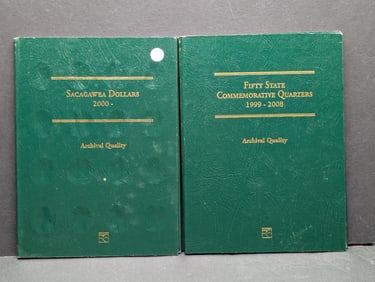 Sacagawea Dollars
2000 -
Archival Quality
Fifty State
Commemorative Quarters
1999 - 2008
Archival Quality